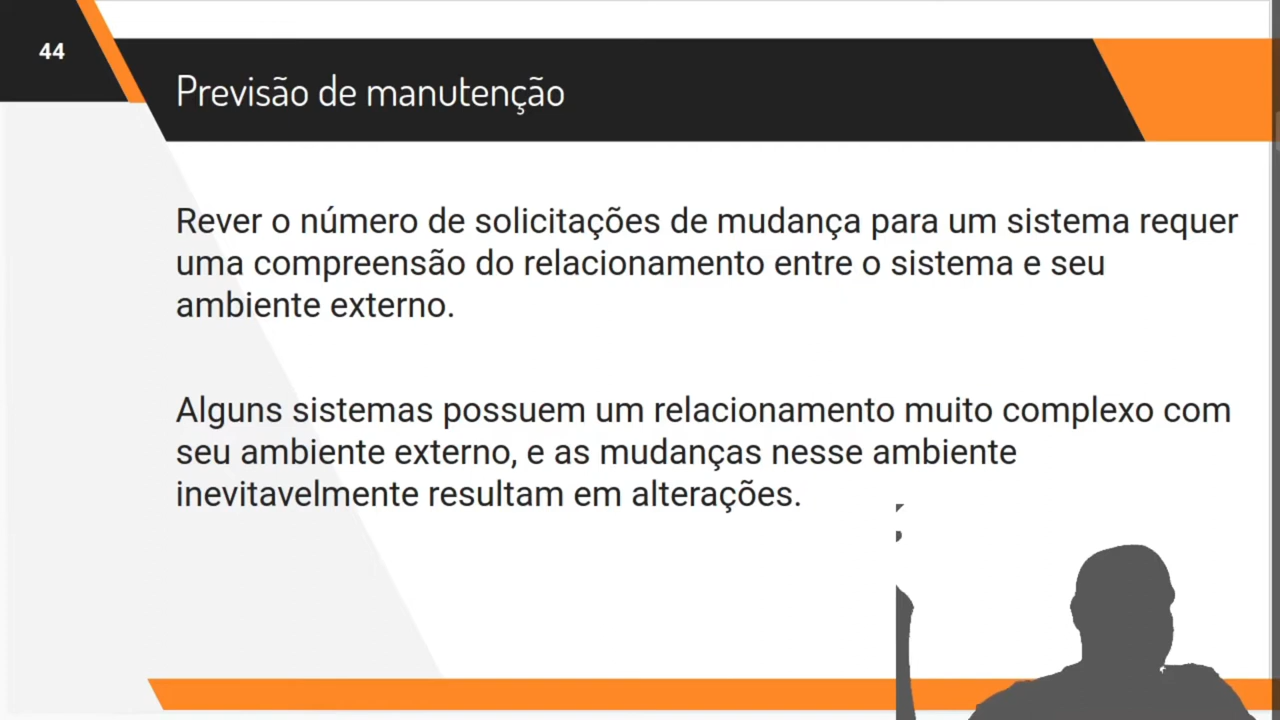 44
Previsão de manutenção
Rever o número de solicitações de mudança para um sistema requer
uma compreensão do relacionamento entre o sistema e seu
ambiente externo.
Alguns sistemas possuem um relacionamento muito complexo com
seu ambiente externo, e as mudanças nesse ambiente
inevitavelmente resultam em alterações.